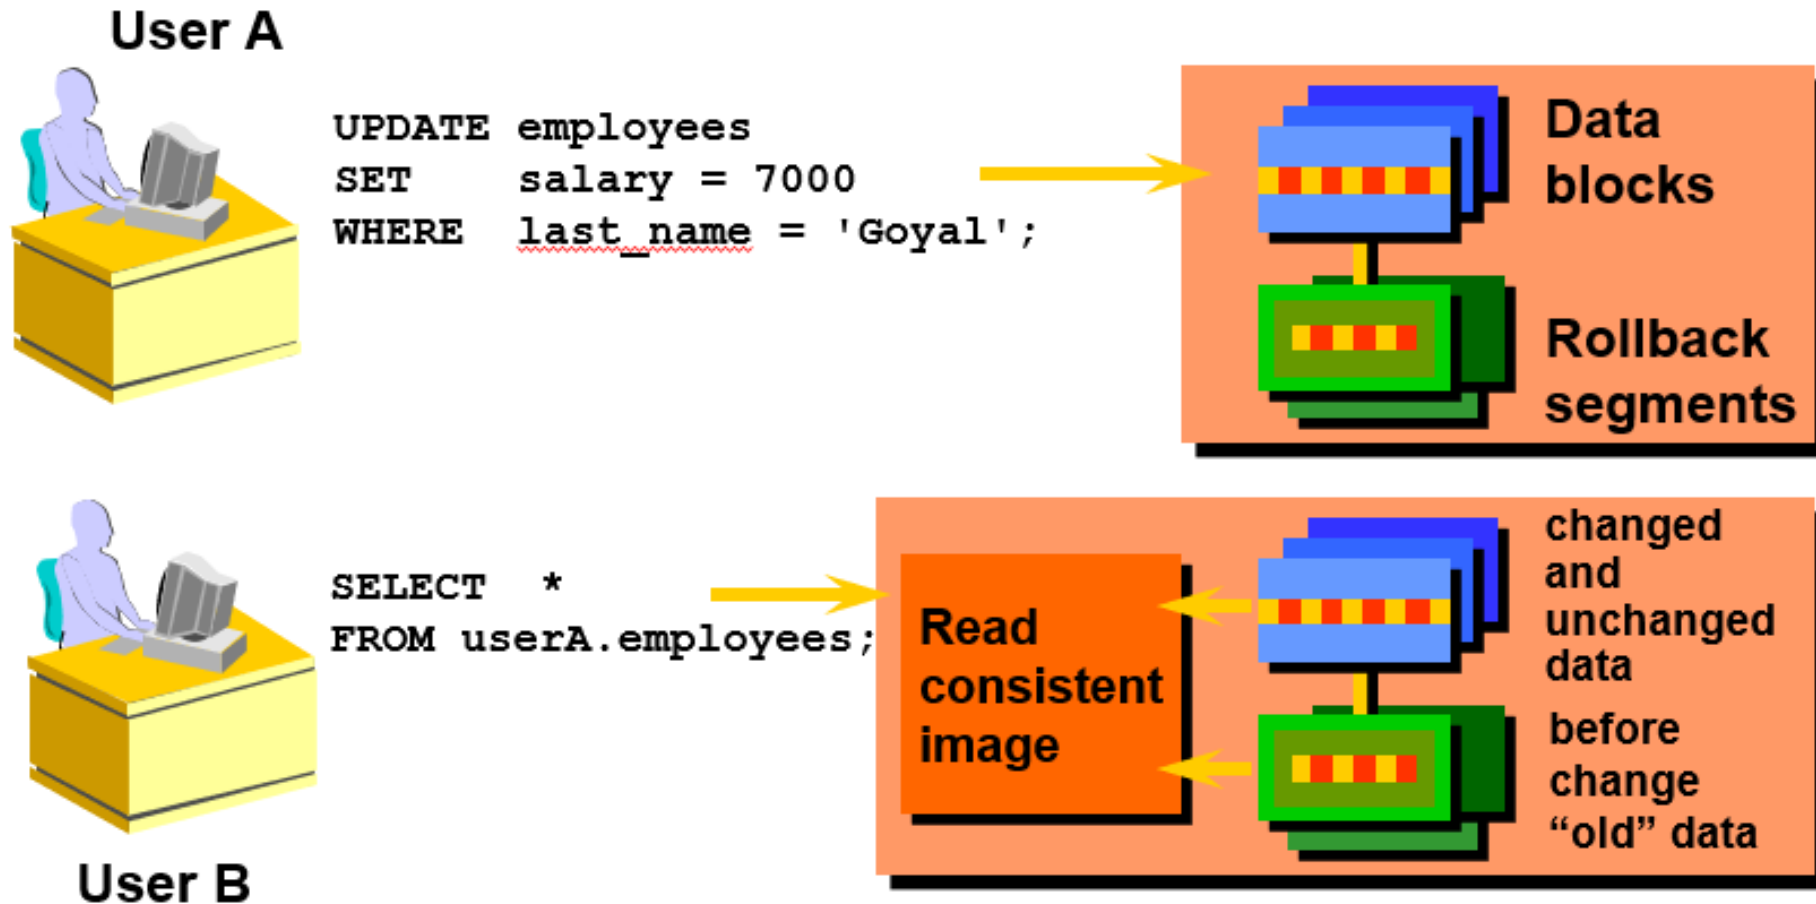 User A
UPDATE employees
SET salary = 7000
WHERE last_name = 'Goyal';
Data
blocks
Rollback
segments
SELECT *
FROM userA.employees;
Read
consistent
image
changed
and
unchanged
data
before
change
“old” data
User B